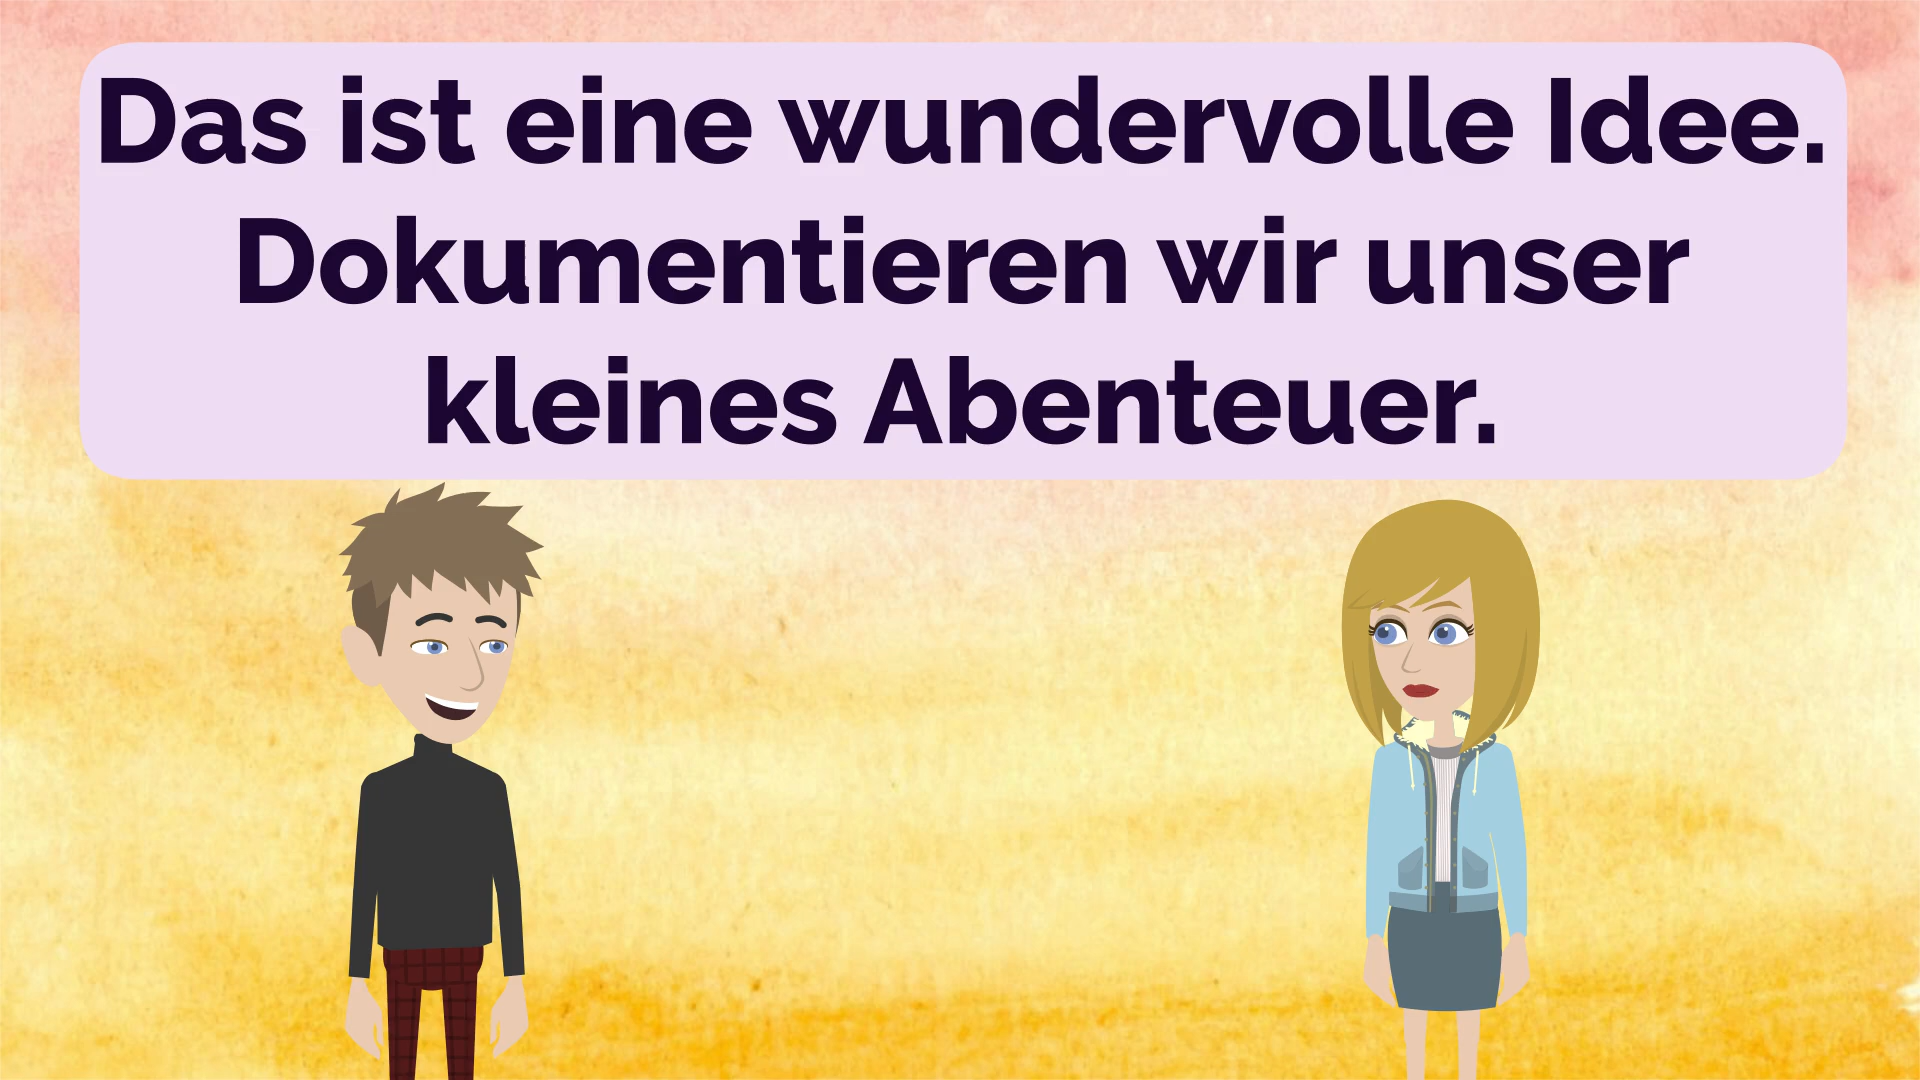 Das ist eine wundervolle Idee.
Dokumentieren wir unser
kleines Abenteuer.